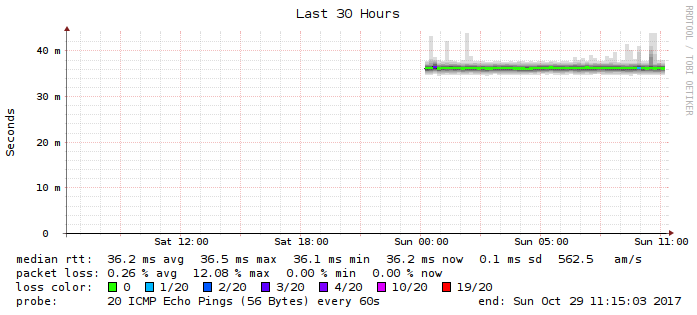 Last 30 Hours
RRDTOOL / TOBI OETIKER
Seconds
40 m
30 m
20 m
10 m
0
Sat 12:00 Sat 18:00 Sun 00:00 Sun 05:00 Sun 11:00
median rtt: 36.2 ms avg 36.5 ms max 36.1 ms min 36.2 ms now 0.1 ms sd 562.5 am/s
packet loss: 0.26 % avg 12.08 % max 0.00 % min 0.00 % now
loss color: 0 1/20 2/20 3/20 4/20 10/20 19/20
probe: 20 ICMP Echo Pings (56 Bytes) every 60s end: Sun Oct 29 11:15:03 2017